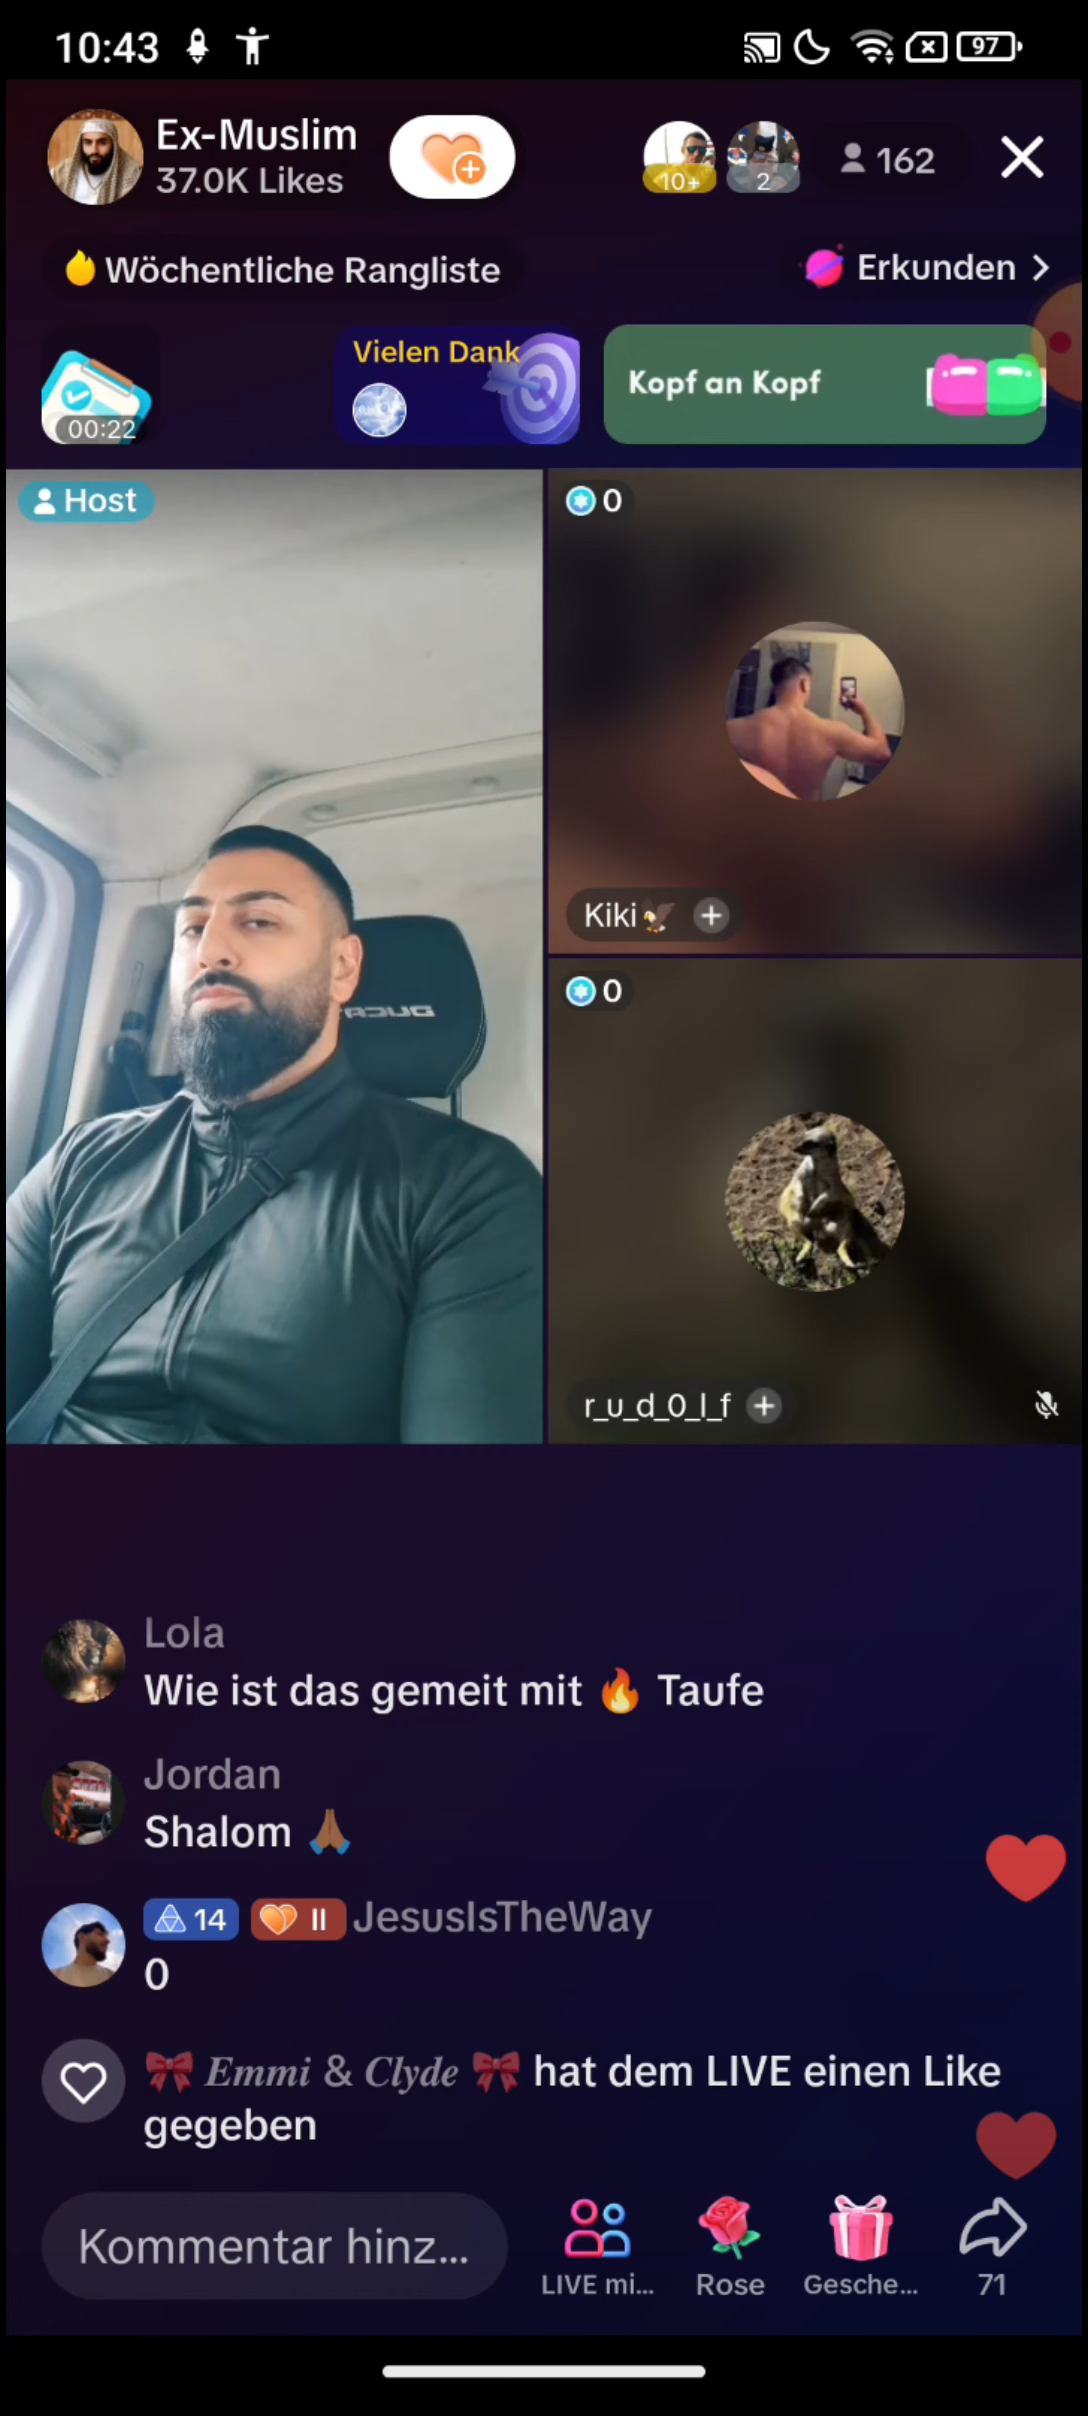 10:43
97
Ex-Muslim
37.0K Likes
10+
2
162
Wöchentliche Rangliste
Erkunden
00:22
Vielen Dank
Kopf an Kopf
Host
0
Kiki
0
r_u_d_0_l_f
Lola
Wie ist das gemeit mit 🔥 Taufe
Jordan
Shalom 🙏🏾
14 II JesusIsTheWay
0
🎀 Emmi & Clyde 🎀 hat dem LIVE einen Like
gegeben
Kommentar hinz...
LIVE mi...
Rose
Gesche...
71